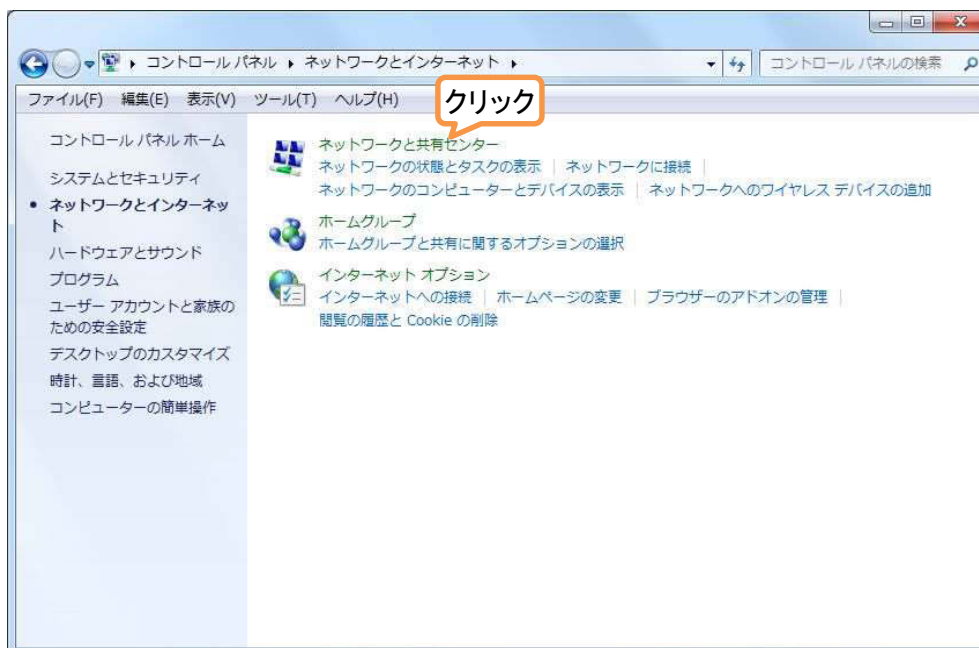 コントロール パネル ネットワークとインターネット
コントロール パネルの検索
ファイル(F) 編集(E) 表示(V) ツール(T) ヘルプ(H)
クリック
コントロール パネル ホーム
システムとセキュリティ
ネットワークとインターネッ
ト
ハードウェアとサウンド
プログラム
ユーザー アカウントと家族の
ための安全設定
デスクトップのカスタマイズ
時計、言語、および地域
コンピューターの簡単操作
ネットワークと共有センター
ネットワークの状態とタスクの表示 ネットワークに接続
ネットワークのコンピューターとデバイスの表示 ネットワークへのワイヤレス デバイスの追加
ホームグループ
ホームグループと共有に関するオプションの選択
インターネット オプション
インターネットへの接続 ホームページの変更 ブラウザーのアドオンの管理
閲覧の履歴と Cookie の削除